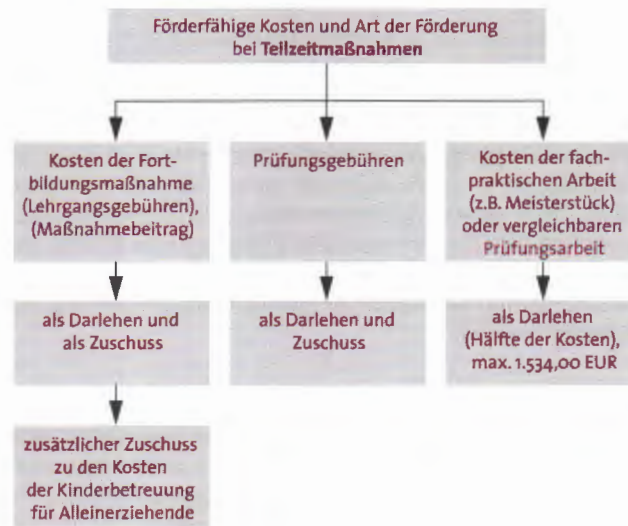 Förderfähige Kosten und Art der Förderung
bei Teilzeitmaßnahmen
Kosten der Fort-
bildungsmaßnahme
(Lehrgangsgebühren),
(Maßnahmebeitrag)
Prüfungsgebühren
Kosten der fach-
praktischen Arbeit
(z.B. Meisterstück)
oder vergleichbaren
Prüfungsarbeit
als Darlehen und
als Zuschuss
als Darlehen und
Zuschuss
als Darlehen
(Hälfte der Kosten),
max. 1.534,00 EUR
zusätzlicher Zuschuss
zu den Kosten
der Kinderbetreuung
für Alleinerziehende